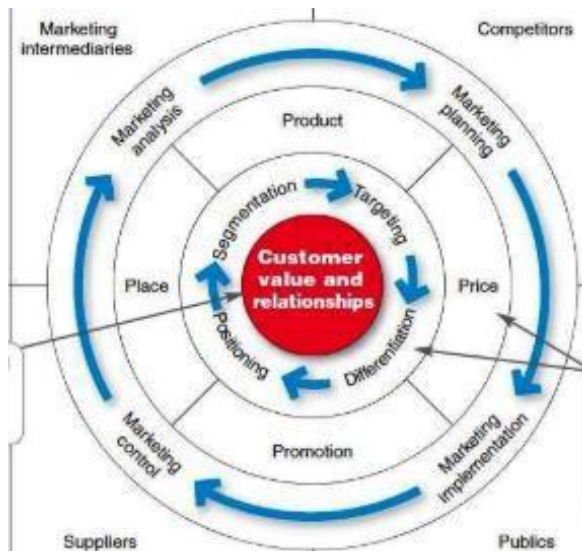 Marketing
intermediaries
Competitors
Marketing
analysis
Marketing
planning
Product
Segmentation
Targeting
Customer
value and
relationships
Place
Price
Positioning
Differentiation
Promotion
Marketing
control
Marketing
implementation
Suppliers
Publics